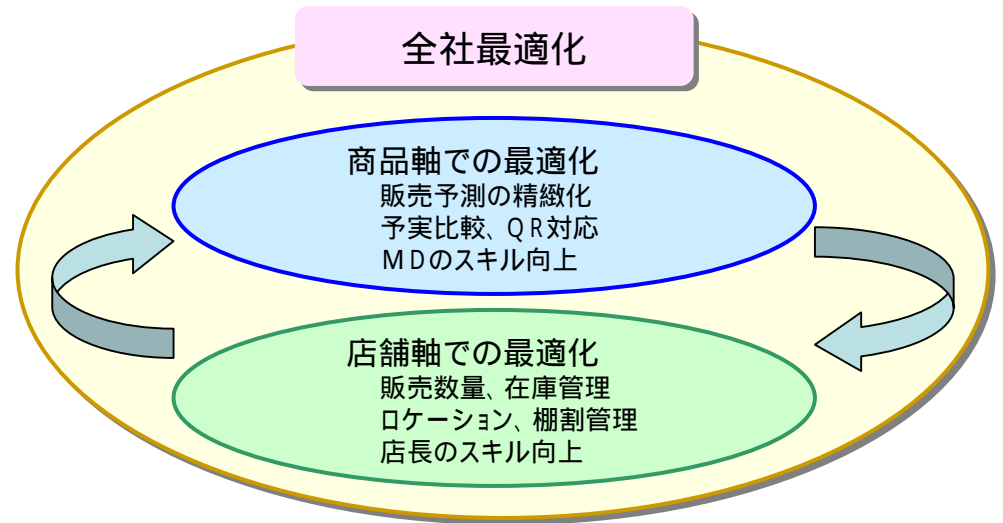 全社最適化
商品軸での最適化
販売予測の精緻化
予実比較、QR対応
MDのスキル向上
店舗軸での最適化
販売数量、在庫管理
ロケーション、棚割管理
店長のスキル向上